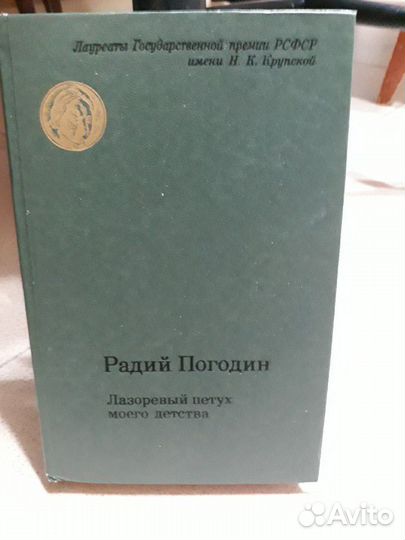 Лауреаты Государственной премии РСФСР
имени Н. К. Крупской
Радий Погодин
Лазоревый петух
моего детства
Avito